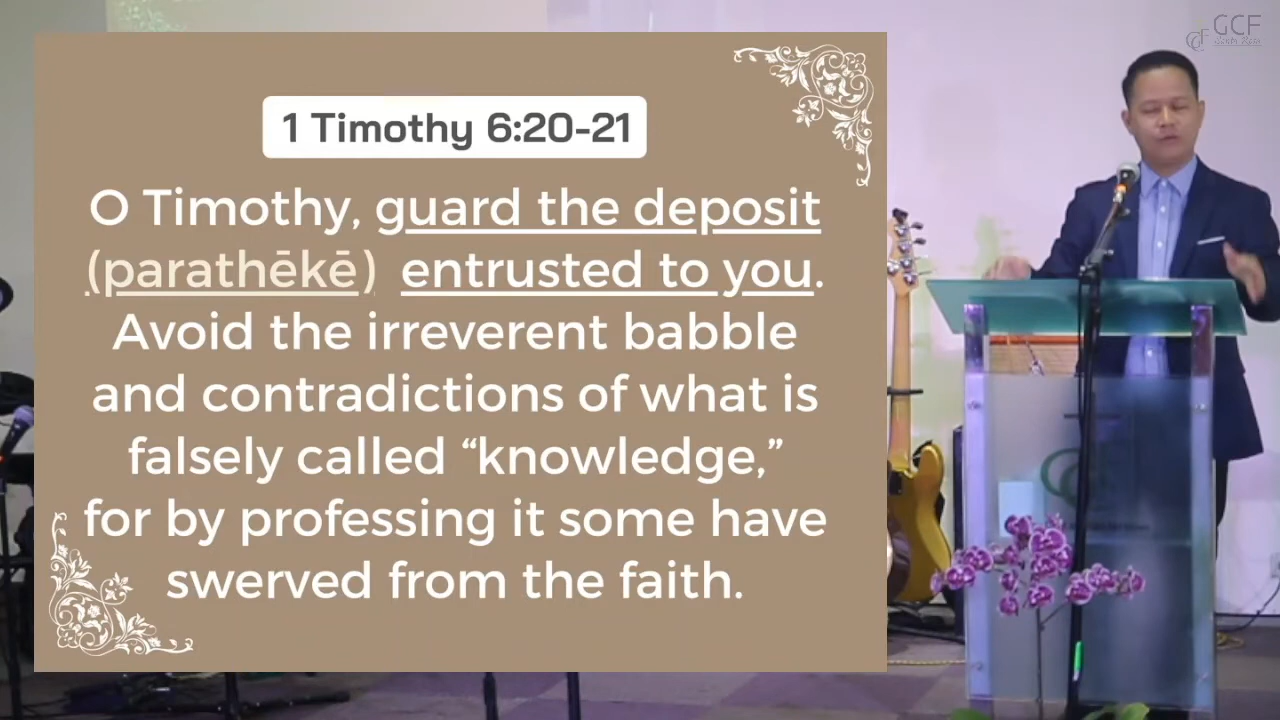 GCF
1 Timothy 6:20-21
O Timothy, guard the deposit
(parathēkē) entrusted to you.
Avoid the irreverent babble
and contradictions of what is
falsely called “knowledge,”
for by professing it some have
swerved from the faith.